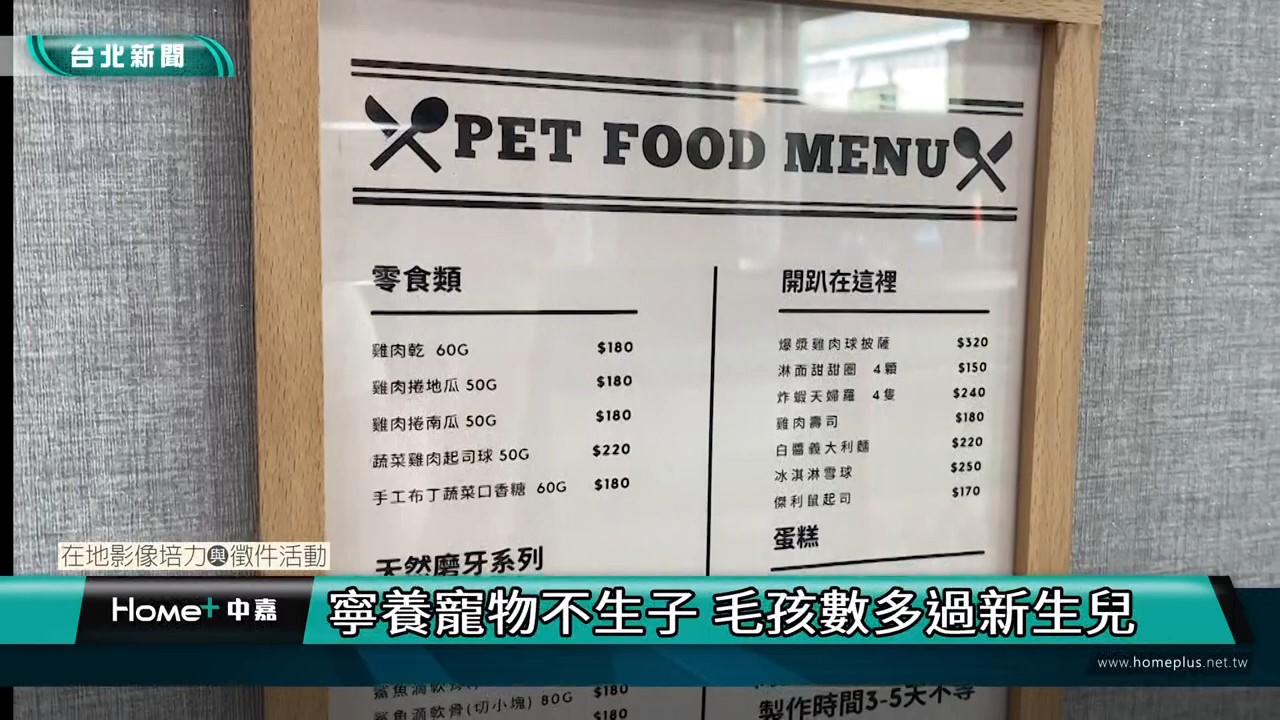 台北新聞
PET FOOD MENU
零食類
雞肉乾 60G $180
雞肉捲地瓜 50G $180
雞肉捲南瓜 50G $180
蔬菜雞肉起司球 50G $220
手工布丁蔬菜口香糖 60G $180
天然磨牙系列
開趴在這裡
爆漿雞肉球披薩 $320
淋面甜甜圈 4顆 $150
炸蝦天婦羅 4隻 $240
雞肉壽司 $180
白醬義大利麵 $220
冰淇淋雪球 $250
傑利鼠起司 $170
蛋糕
在地影像培力與徵件活動
Home+中嘉
寧養寵物不生子 毛孩數多過新生兒
www.homeplus.net.tw
$180
鯊魚滴軟骨(切小塊) 80G $180
製作時間3-5天不等